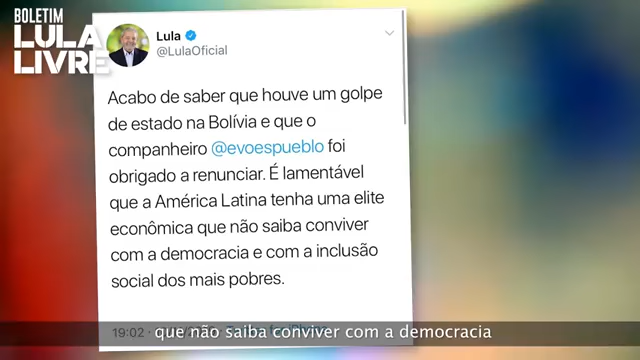 BOLETIM
LULA
LIVRE
Lula
@LulaOficial
Acabo de saber que houve um golpe
de estado na Bolívia e que o
companheiro @evoespueblo foi
obrigado a renunciar. É lamentável
que a América Latina tenha uma elite
econômica que não saiba conviver
com a democracia e com a inclusão
social dos mais pobres.
19:02
que não saiba conviver com a democracia